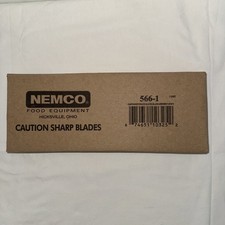 NEMCO
FOOD EQUIPMENT
HICKSVILLE, OHIO
CAUTION SHARP BLADES
566-1